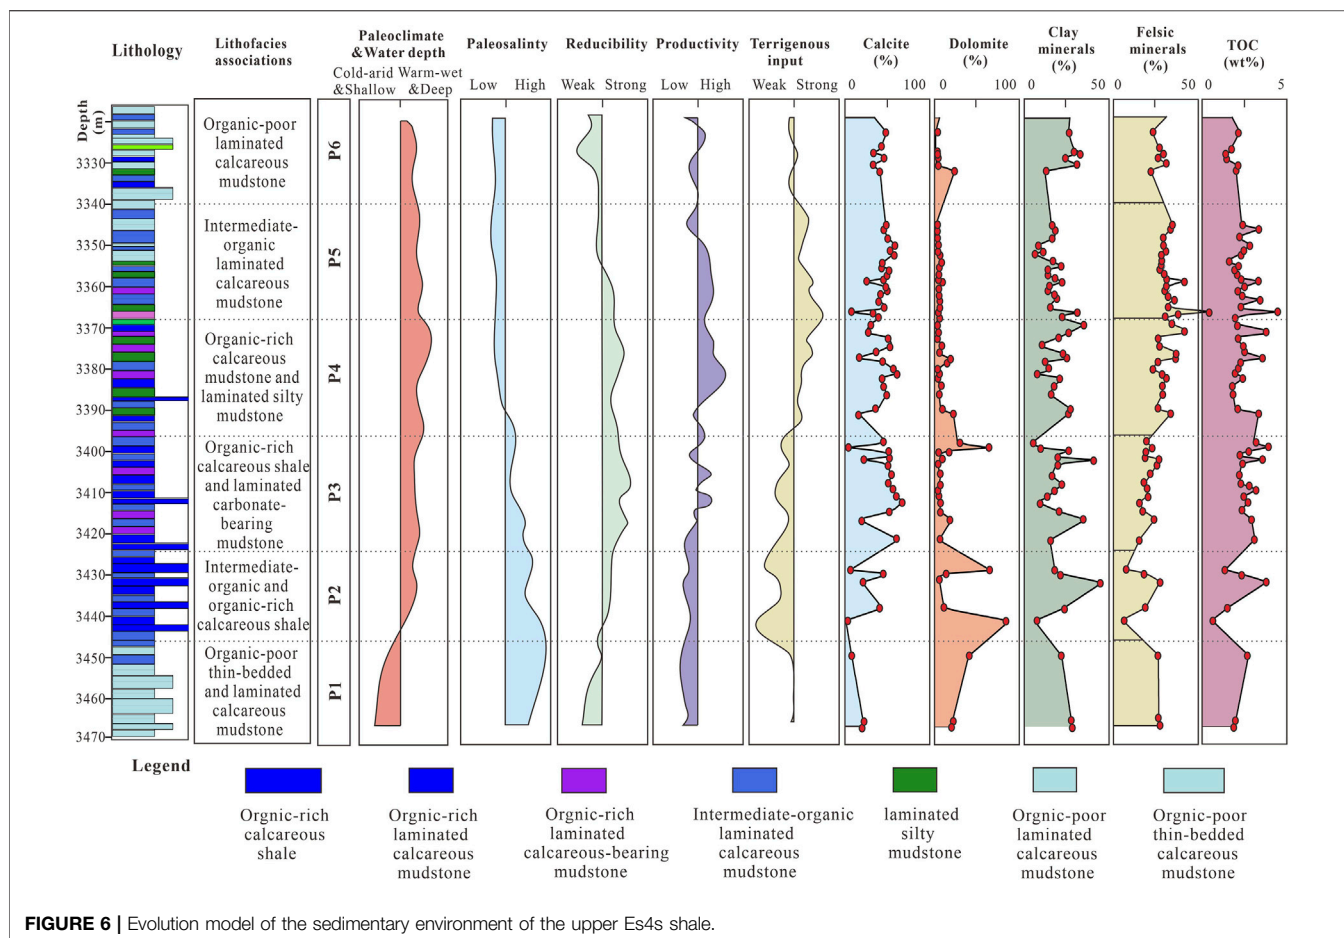 Lithology
Lithofacies
associations
Paleoclimate
&Water depth
Cold-arid
&Shallow
Warm-wet
&Deep
Paleosalinty
Low High
Reducibility
Weak Strong
Productivity
Low High
Terrigenous
input
Weak Strong
Calcite
(%)
0 100
Dolomite
(%)
0 100
Clay
minerals
(%)
0 50
Felsic
minerals
(%)
0 50
TOC
(wt%)
0 5
Depth
(m)
3330
3340
3350
3360
3370
3380
3390
3400
3410
3420
3430
3440
3450
3460
3470
Organic-poor
laminated
calcareous
mudstone
P6
Intermediate-
organic
laminated
calcareous
mudstone
P5
Organic-rich
calcareous
mudstone and
laminated silty
mudstone
P4
Organic-rich
calcareous shale
and laminated
carbonate-
bearing
mudstone
P3
Intermediate-
organic and
organic-rich
calcareous shale
P2
Organic-poor
thin-bedded
and laminated
calcareous
mudstone
P1
Legend
Orgnic-rich
calcareous
shale
Orgnic-rich
laminated
calcareous
mudstone
Orgnic-rich
laminated
calcareous-bearing
mudstone
Intermediate-organic
laminated
calcareous
mudstone
laminated
silty
mudstone
Orgnic-poor
laminated
calcareous
mudstone
Orgnic-poor
thin-bedded
calcareous
mudstone
FIGURE 6 | Evolution model of the sedimentary environment of the upper Es4s shale.